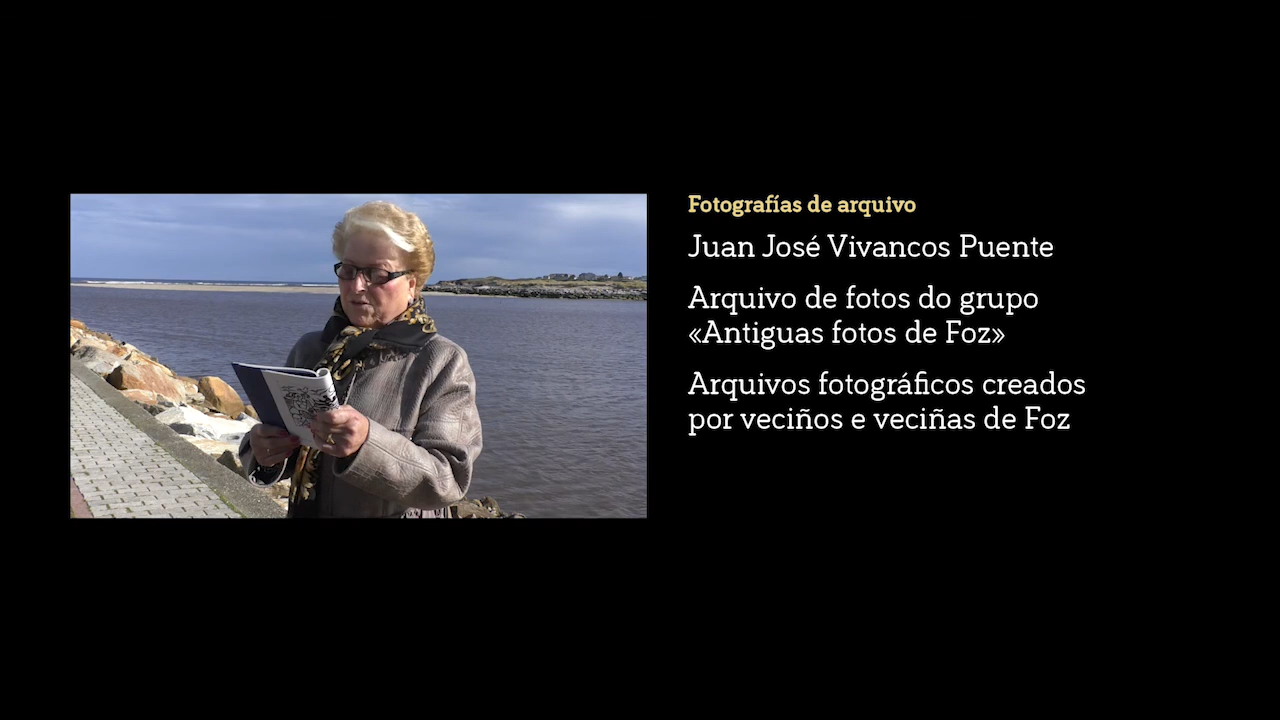 Fotografías de arquivo
Juan José Vivancos Puente
Arquivo de fotos do grupo
«Antiguas fotos de Foz»
Arquivos fotográficos creados
por veciños e veciñas de Foz